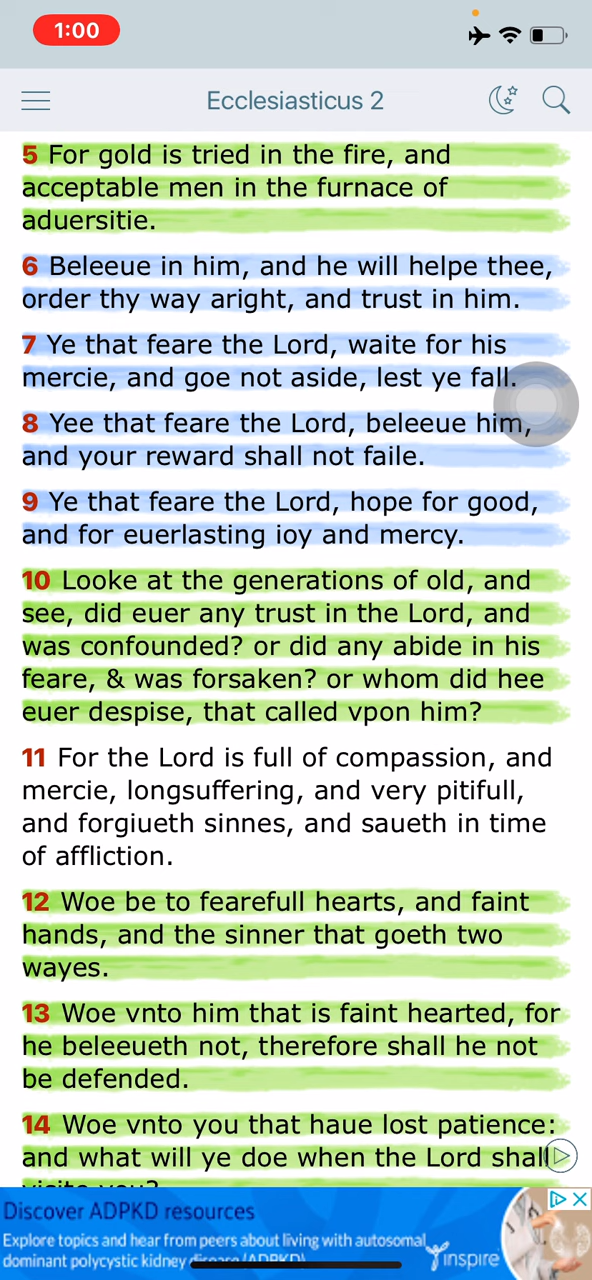 1:00
Ecclesiasticus 2
5 For gold is tried in the fire, and
acceptable men in the furnace of
aduersitie.
6 Beleeue in him, and he will helpe thee,
order thy way aright, and trust in him.
7 Ye that feare the Lord, waite for his
mercie, and goe not aside, lest ye fall.
8 Yee that feare the Lord, beleeue him,
and your reward shall not faile.
9 Ye that feare the Lord, hope for good,
and for euerlasting ioy and mercy.
10 Looke at the generations of old, and
see, did euer any trust in the Lord, and
was confounded? or did any abide in his
feare, & was forsaken? or whom did hee
euer despise, that called vpon him?
11 For the Lord is full of compassion, and
mercie, longsuffering, and very pitifull,
and forgiueth sinnes, and saueth in time
of affliction.
12 Woe be to fearefull hearts, and faint
hands, and the sinner that goeth two
wayes.
13 Woe vnto him that is faint hearted, for
he beleeueth not, therefore shall he not
be defended.
14 Woe vnto you that haue lost patience:
and what will ye doe when the Lord shall
visite you?
Discover ADPKD resources
Explore topics and hear from peers about living with autosomal
dominant polycystic kidney disease (ADPKD)
inspire